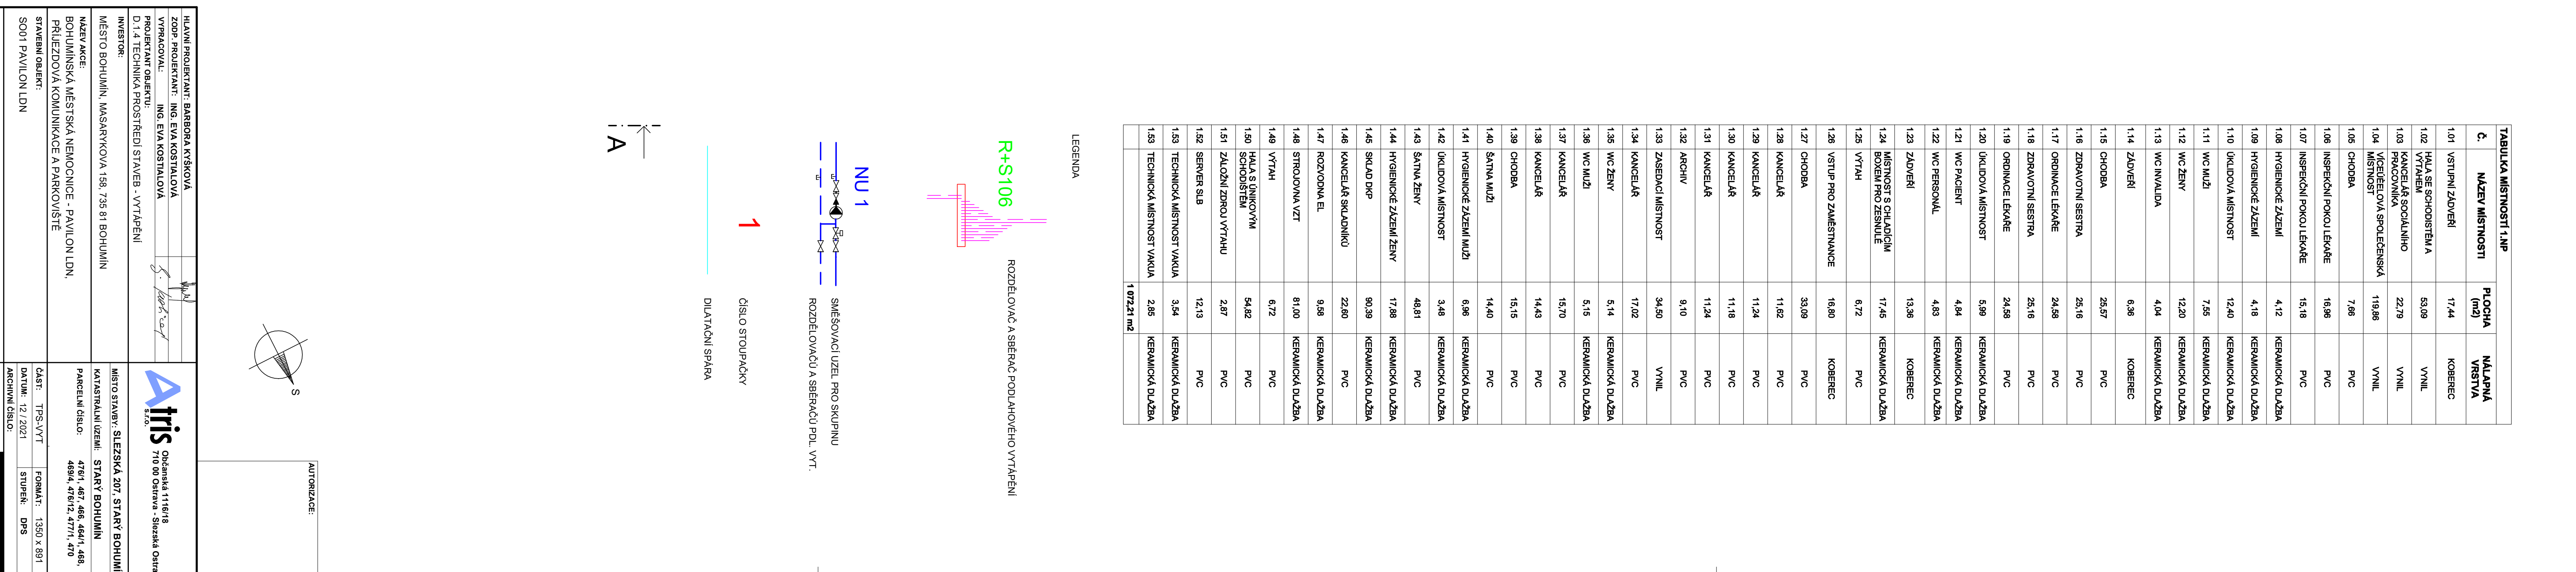 TABULKA MÍSTNOSTÍ 1.NP
Č. NÁZEV MÍSTNOSTI PLOCHA (m2) NÁLAPNÁ VRSTVA
1.01 VSTUPNÍ ZÁDVEŘÍ 17,44 KOBEREC
1.02 HALA SE SCHODIŠTĚM A VÝTAHEM 53,09 VYNIL
1.03 KANCELÁŘ SOCIÁLNÍHO PRACOVNÍKA 22,79 VYNIL
1.04 VÍCEÚČELOVÁ SPOLEČENSKÁ MÍSTNOST 119,86 VYNIL
1.05 CHODBA 7,66 PVC
1.06 INSPEKČNÍ POKOJ LÉKAŘE 16,96 PVC
1.07 INSPEKČNÍ POKOJ LÉKAŘE 15,18 PVC
1.08 HYGIENICKÉ ZÁZEMÍ 4,12 KERAMICKÁ DLAŽBA
1.09 HYGIENICKÉ ZÁZEMÍ 4,18 KERAMICKÁ DLAŽBA
1.10 ÚKLIDOVÁ MÍSTNOST 12,40 KERAMICKÁ DLAŽBA
1.11 WC MUŽI 7,55 KERAMICKÁ DLAŽBA
1.12 WC ŽENY 12,20 KERAMICKÁ DLAŽBA
1.13 WC INVALIDA 4,04 KERAMICKÁ DLAŽBA
1.14 ZÁDVEŘÍ 6,36 KOBEREC
1.15 CHODBA 25,57 PVC
1.16 ZDRAVOTNÍ SESTRA 25,16 PVC
1.17 ORDINACE LÉKAŘE 24,58 PVC
1.18 ZDRAVOTNÍ SESTRA 25,16 PVC
1.19 ORDINACE LÉKAŘE 24,58 PVC
1.20 ÚKLIDOVÁ MÍSTNOST 5,99 KERAMICKÁ DLAŽBA
1.21 WC PACIENT 4,84 KERAMICKÁ DLAŽBA
1.22 WC PERSONÁL 4,83 KERAMICKÁ DLAŽBA
1.23 ZÁDVEŘÍ 13,36 KOBEREC
1.24 MÍSTNOST S CHLADÍCÍM BOXEM PRO ZESNULÉ 17,45 KERAMICKÁ DLAŽBA
1.25 VÝTAH 6,72 PVC
1.26 VSTUP PRO ZAMĚSTNANCE 16,80 KOBEREC
1.27 CHODBA 33,09 PVC
1.28 KANCELÁŘ 11,62 PVC
1.29 KANCELÁŘ 11,24 PVC
1.30 KANCELÁŘ 11,18 PVC
1.31 KANCELÁŘ 11,24 PVC
1.32 ARCHIV 9,10 PVC
1.33 ZASEDACÍ MÍSTNOST 34,50 VYNIL
1.34 KANCELÁŘ 17,02 PVC
1.35 WC ŽENY 5,14 KERAMICKÁ DLAŽBA
1.36 WC MUŽI 5,15 KERAMICKÁ DLAŽBA
1.37 KANCELÁŘ 15,70 PVC
1.38 KANCELÁŘ 14,43 PVC
1.39 CHODBA 15,15 PVC
1.40 ŠATNA MUŽI 14,40 PVC
1.41 HYGIENICKÉ ZÁZEMÍ MUŽI 6,96 KERAMICKÁ DLAŽBA
1.42 ÚKLIDOVÁ MÍSTNOST 3,48 KERAMICKÁ DLAŽBA
1.43 ŠATNA ŽENY 48,81 PVC
1.44 HYGIENICKÉ ZÁZEMÍ ŽENY 17,88 KERAMICKÁ DLAŽBA
1.45 SKLAD DKP 90,39 KERAMICKÁ DLAŽBA
1.46 KANCELÁŘ SKLADNÍKŮ 22,60 PVC
1.47 ROZVODNA EL 9,58 KERAMICKÁ DLAŽBA
1.48 STROJOVNA VZT 81,00 KERAMICKÁ DLAŽBA
1.49 VÝTAH 6,72 PVC
1.50 HALA S ÚNIKOVÝM SCHODIŠTĚM 54,82 PVC
1.51 ZÁLOŽNÍ ZDROJ VÝTAHU 2,87 PVC
1.52 SERVER SLB 12,13 PVC
1.53 TECHNICKÁ MÍSTNOST VAKUA 3,54 KERAMICKÁ DLAŽBA
1.53 TECHNICKÁ MÍSTNOST VAKUA 2,85 KERAMICKÁ DLAŽBA
1 072,21 m2
LEGENDA
R+S106 ROZDĚLOVAČ A SBĚRAČ PODLAHOVÉHO VYTÁPĚNÍ
NU 1 SMĚŠOVACÍ UZEL PRO SKUPINU
ROZDĚLOVAČŮ A SBĚRAČŮ PDL. VYT.
1 ČÍSLO STOUPAČKY
DILATAČNÍ SPÁRA
A
S
AUTORIZACE:
HLAVNÍ PROJEKTANT: BARBORA KYŠKOVÁ
ZODP. PROJEKTANT: ING. EVA KOSTIALOVÁ
VYPRACOVAL: ING. EVA KOSTIALOVÁ
PROJEKTANT OBJEKTU:
D.1.4 TECHNIKA PROSTŘEDÍ STAVEB - VYTÁPĚNÍ
INVESTOR:
MĚSTO BOHUMÍN, MASARYKOVA 158, 735 81 BOHUMÍN
NÁZEV AKCE:
BOHUMÍNSKÁ MĚSTSKÁ NEMOCNICE - PAVILON LDN,
PŘÍJEZDOVÁ KOMUNIKACE A PARKOVIŠTĚ
STAVEBNÍ OBJEKT:
SO01 PAVILON LDN
Atris s.r.o.
Občanská 1116/18
710 00 Ostrava - Slezská Ostra
MÍSTO STAVBY: SLEZSKÁ 207, STARÝ BOHUMÍ
KATASTRÁLNÍ ÚZEMÍ: STARÝ BOHUMÍN
PARCELNÍ ČÍSLO: 476/1, 467, 466, 464/1, 468,
469/4, 476/12, 477/1, 470
ČÁST: TPS-VYT FORMÁT: 1350 x 891
DATUM: 12 / 2021 STUPEŇ: DPS
ARCHIVNÍ ČÍSLO: